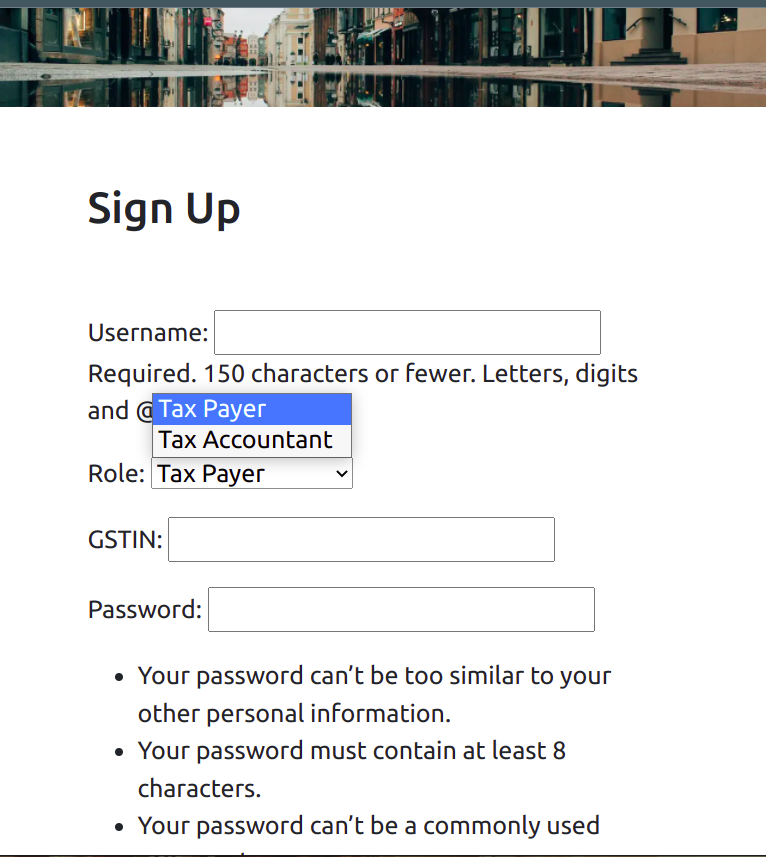 Sign Up
Username:
Required. 150 characters or fewer. Letters, digits
and @
Tax Payer
Tax Accountant
Role: Tax Payer
GSTIN:
Password:
Your password can’t be too similar to your
other personal information.
Your password must contain at least 8
characters.
Your password can’t be a commonly used